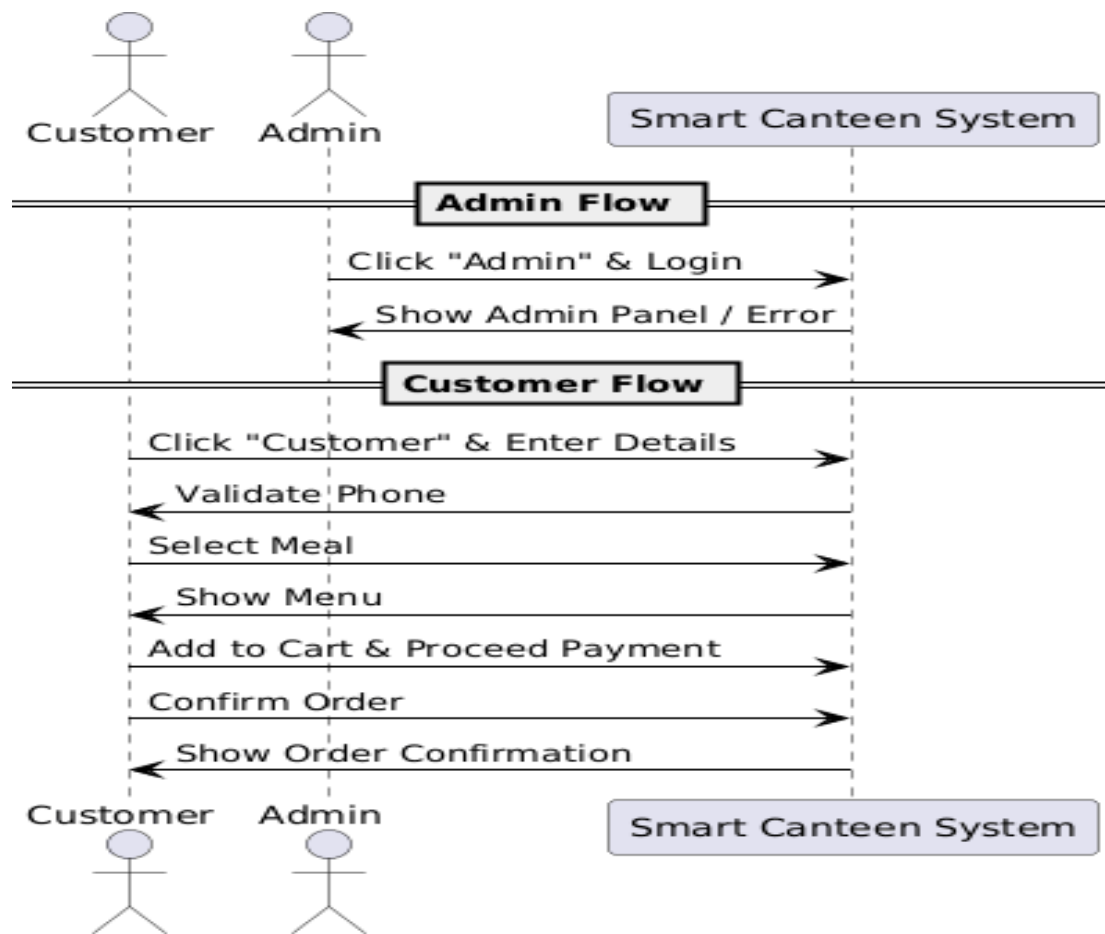 Customer
Admin
Smart Canteen System
Admin Flow
Click "Admin" & Login
Show Admin Panel / Error
Customer Flow
Click "Customer" & Enter Details
Validate Phone
Select Meal
Show Menu
Add to Cart & Proceed Payment
Confirm Order
Show Order Confirmation
Customer
Admin
Smart Canteen System